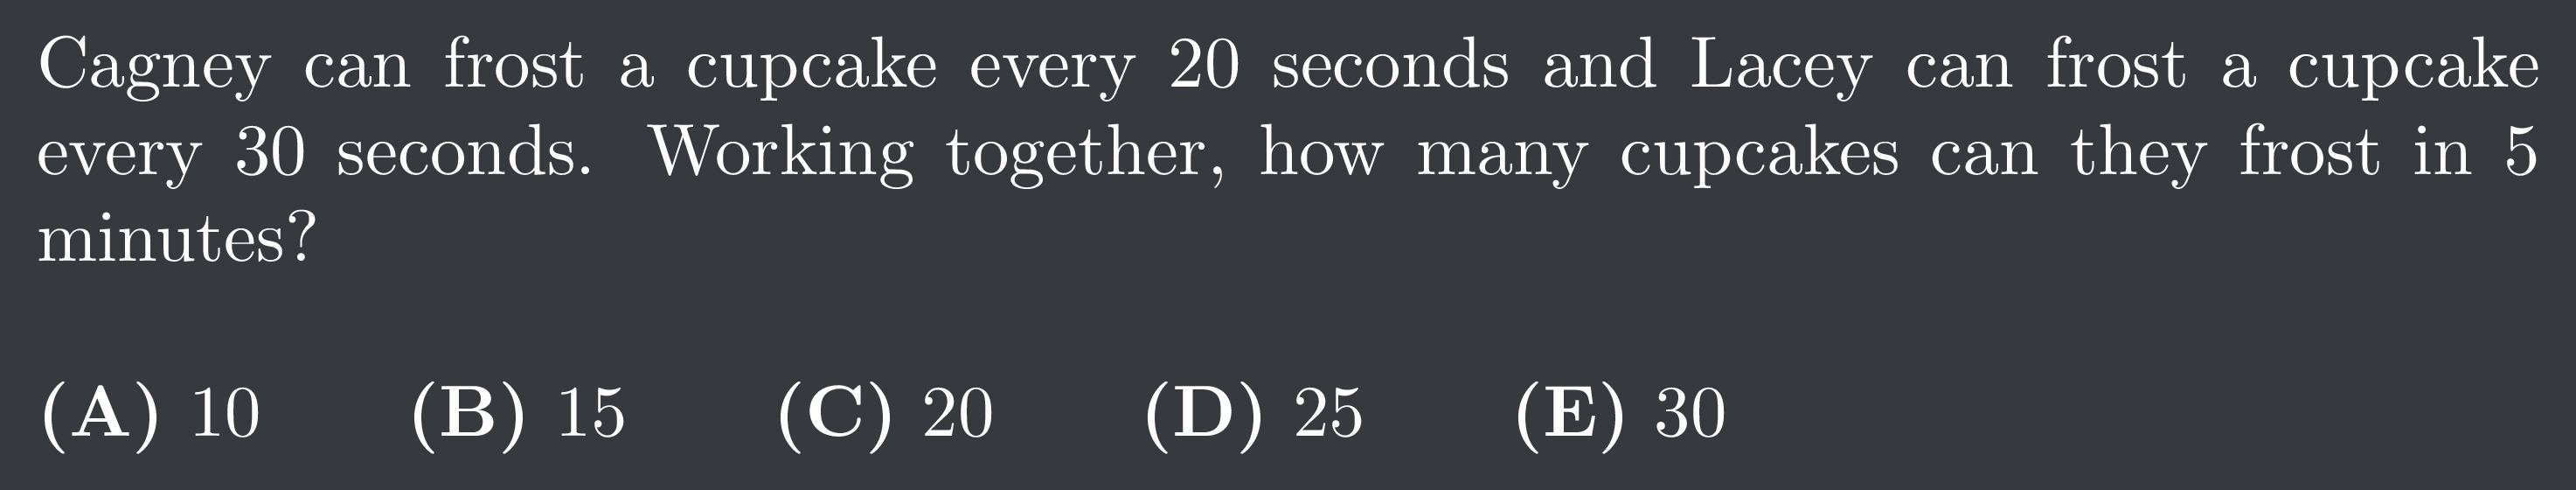 Cagney can frost a cupcake every 20 seconds and Lacey can frost a cupcake
every 30 seconds. Working together, how many cupcakes can they frost in 5
minutes?
(A) 10 (B) 15 (C) 20 (D) 25 (E) 30